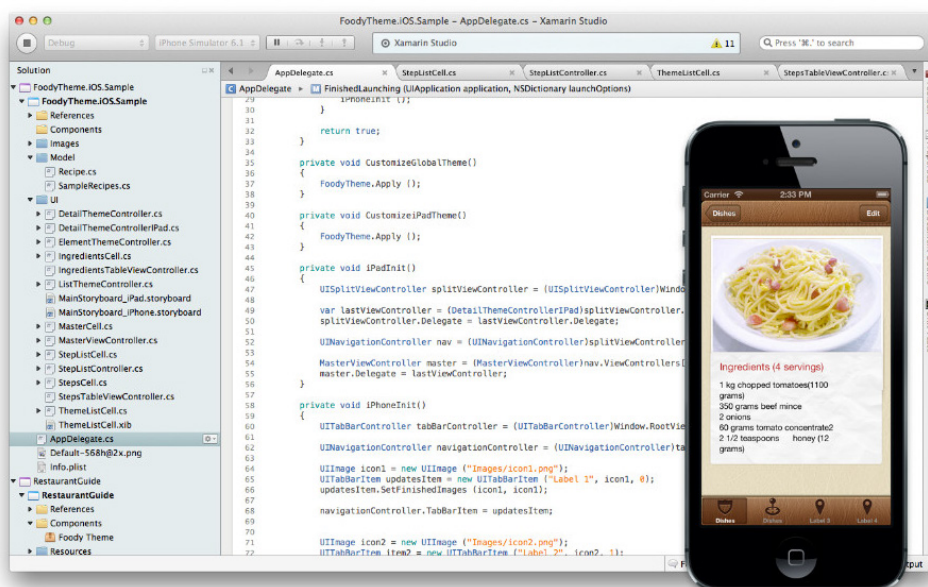 FoodyTheme.iOS.Sample – AppDelegate.cs – Xamarin Studio
Debug
iPhone Simulator 6.1
Xamarin Studio
11
Press '⌘.' to search
Solution
AppDelegate.cs
StepListCell.cs
StepListController.cs
ThemeListCell.cs
StepsTableViewController.c
AppDelegate
FinishedLaunching (UIApplication application, NSDictionary launchOptions)
FoodyTheme.iOS.Sample
FoodyTheme.iOS.Sample
References
Components
Images
Model
Recipe.cs
SampleRecipes.cs
UI
DetailThemeController.cs
DetailThemeControllerIPad.cs
ElementThemeController.cs
IngredientsCell.cs
IngredientsTableViewController.cs
ListThemeController.cs
MainStoryboard_iPad.storyboard
MainStoryboard_iPhone.storyboard
MasterCell.cs
MasterViewController.cs
StepListCell.cs
StepListController.cs
StepsCell.cs
StepsTableViewController.cs
ThemeListCell.cs
ThemeListCell.xib
AppDelegate.cs
Default-568h@2x.png
Info.plist
RestaurantGuide
RestaurantGuide
References
Components
Foody Theme
Resources
29 iPhoneInit ();
30 }
31
32 return true;
33 }
34
35 private void CustomizeGlobalTheme()
36 {
37 FoodyTheme.Apply ();
38 }
39
40 private void CustomizeiPadTheme()
41 {
42 FoodyTheme.Apply ();
43 }
44
45 private void iPadInit()
46 {
47 UISplitViewController splitViewController = (UISplitViewController)Windo
48
49 var lastViewController = (DetailThemeControllerIPad)splitViewController.
50 splitViewController.Delegate = lastViewController.Delegate;
51
52 UINavigationController nav = (UINavigationController)splitViewController
53
54 MasterViewController master = (MasterViewController)nav.ViewControllers[
55 master.Delegate = lastViewController;
56 }
57
58 private void iPhoneInit()
59 {
60 UITabBarController tabBarController = (UITabBarController)Window.RootVie
61
62 UINavigationController navigationController = (UINavigationController)ta
63
64 UIImage icon1 = new UIImage ("Images/icon1.png");
65 UITabBarItem updatesItem = new UITabBarItem ("Label 1", icon1, 0);
66 updatesItem.SetFinishedImages (icon1, icon1);
67
68 navigationController.TabBarItem = updatesItem;
69
70
71 UIImage icon2 = new UIImage ("Images/icon2.png");
72 UITabBarItem item2 = new UITabBarItem ("Label 2", icon2, 1);
Carrier
2:33 PM
Dishes
Edit
Ingredients (4 servings)
1 kg chopped tomatoes(1100
grams)
350 grams beef mince
2 onions
60 grams tomato concentrate2
2 1/2 teaspoons honey (12
grams)
Dishes
Dishes
Label 3
Label 4
tput